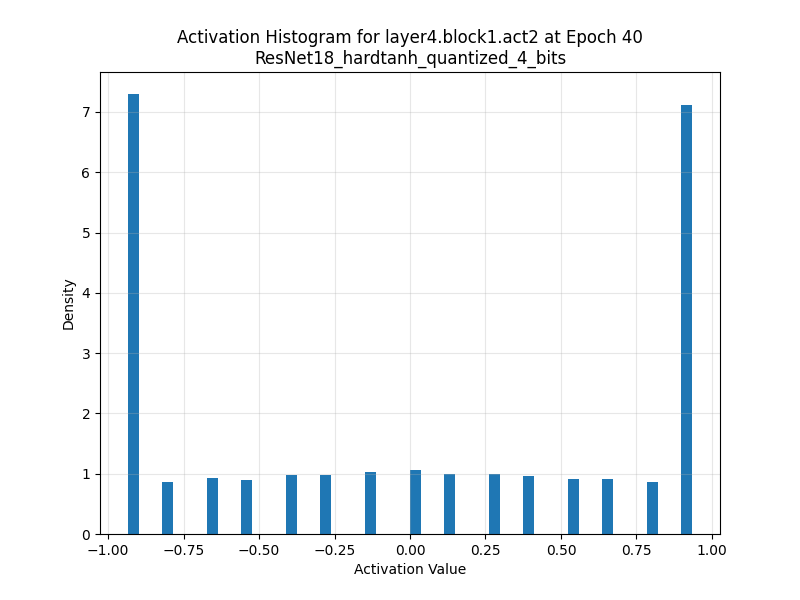 Activation Histogram for layer4.block1.act2 at Epoch 40
ResNet18_hardtanh_quantized_4_bits
7
6
5
4
3
2
1
0
Density
−1.00 −0.75 −0.50 −0.25 0.00 0.25 0.50 0.75 1.00
Activation Value